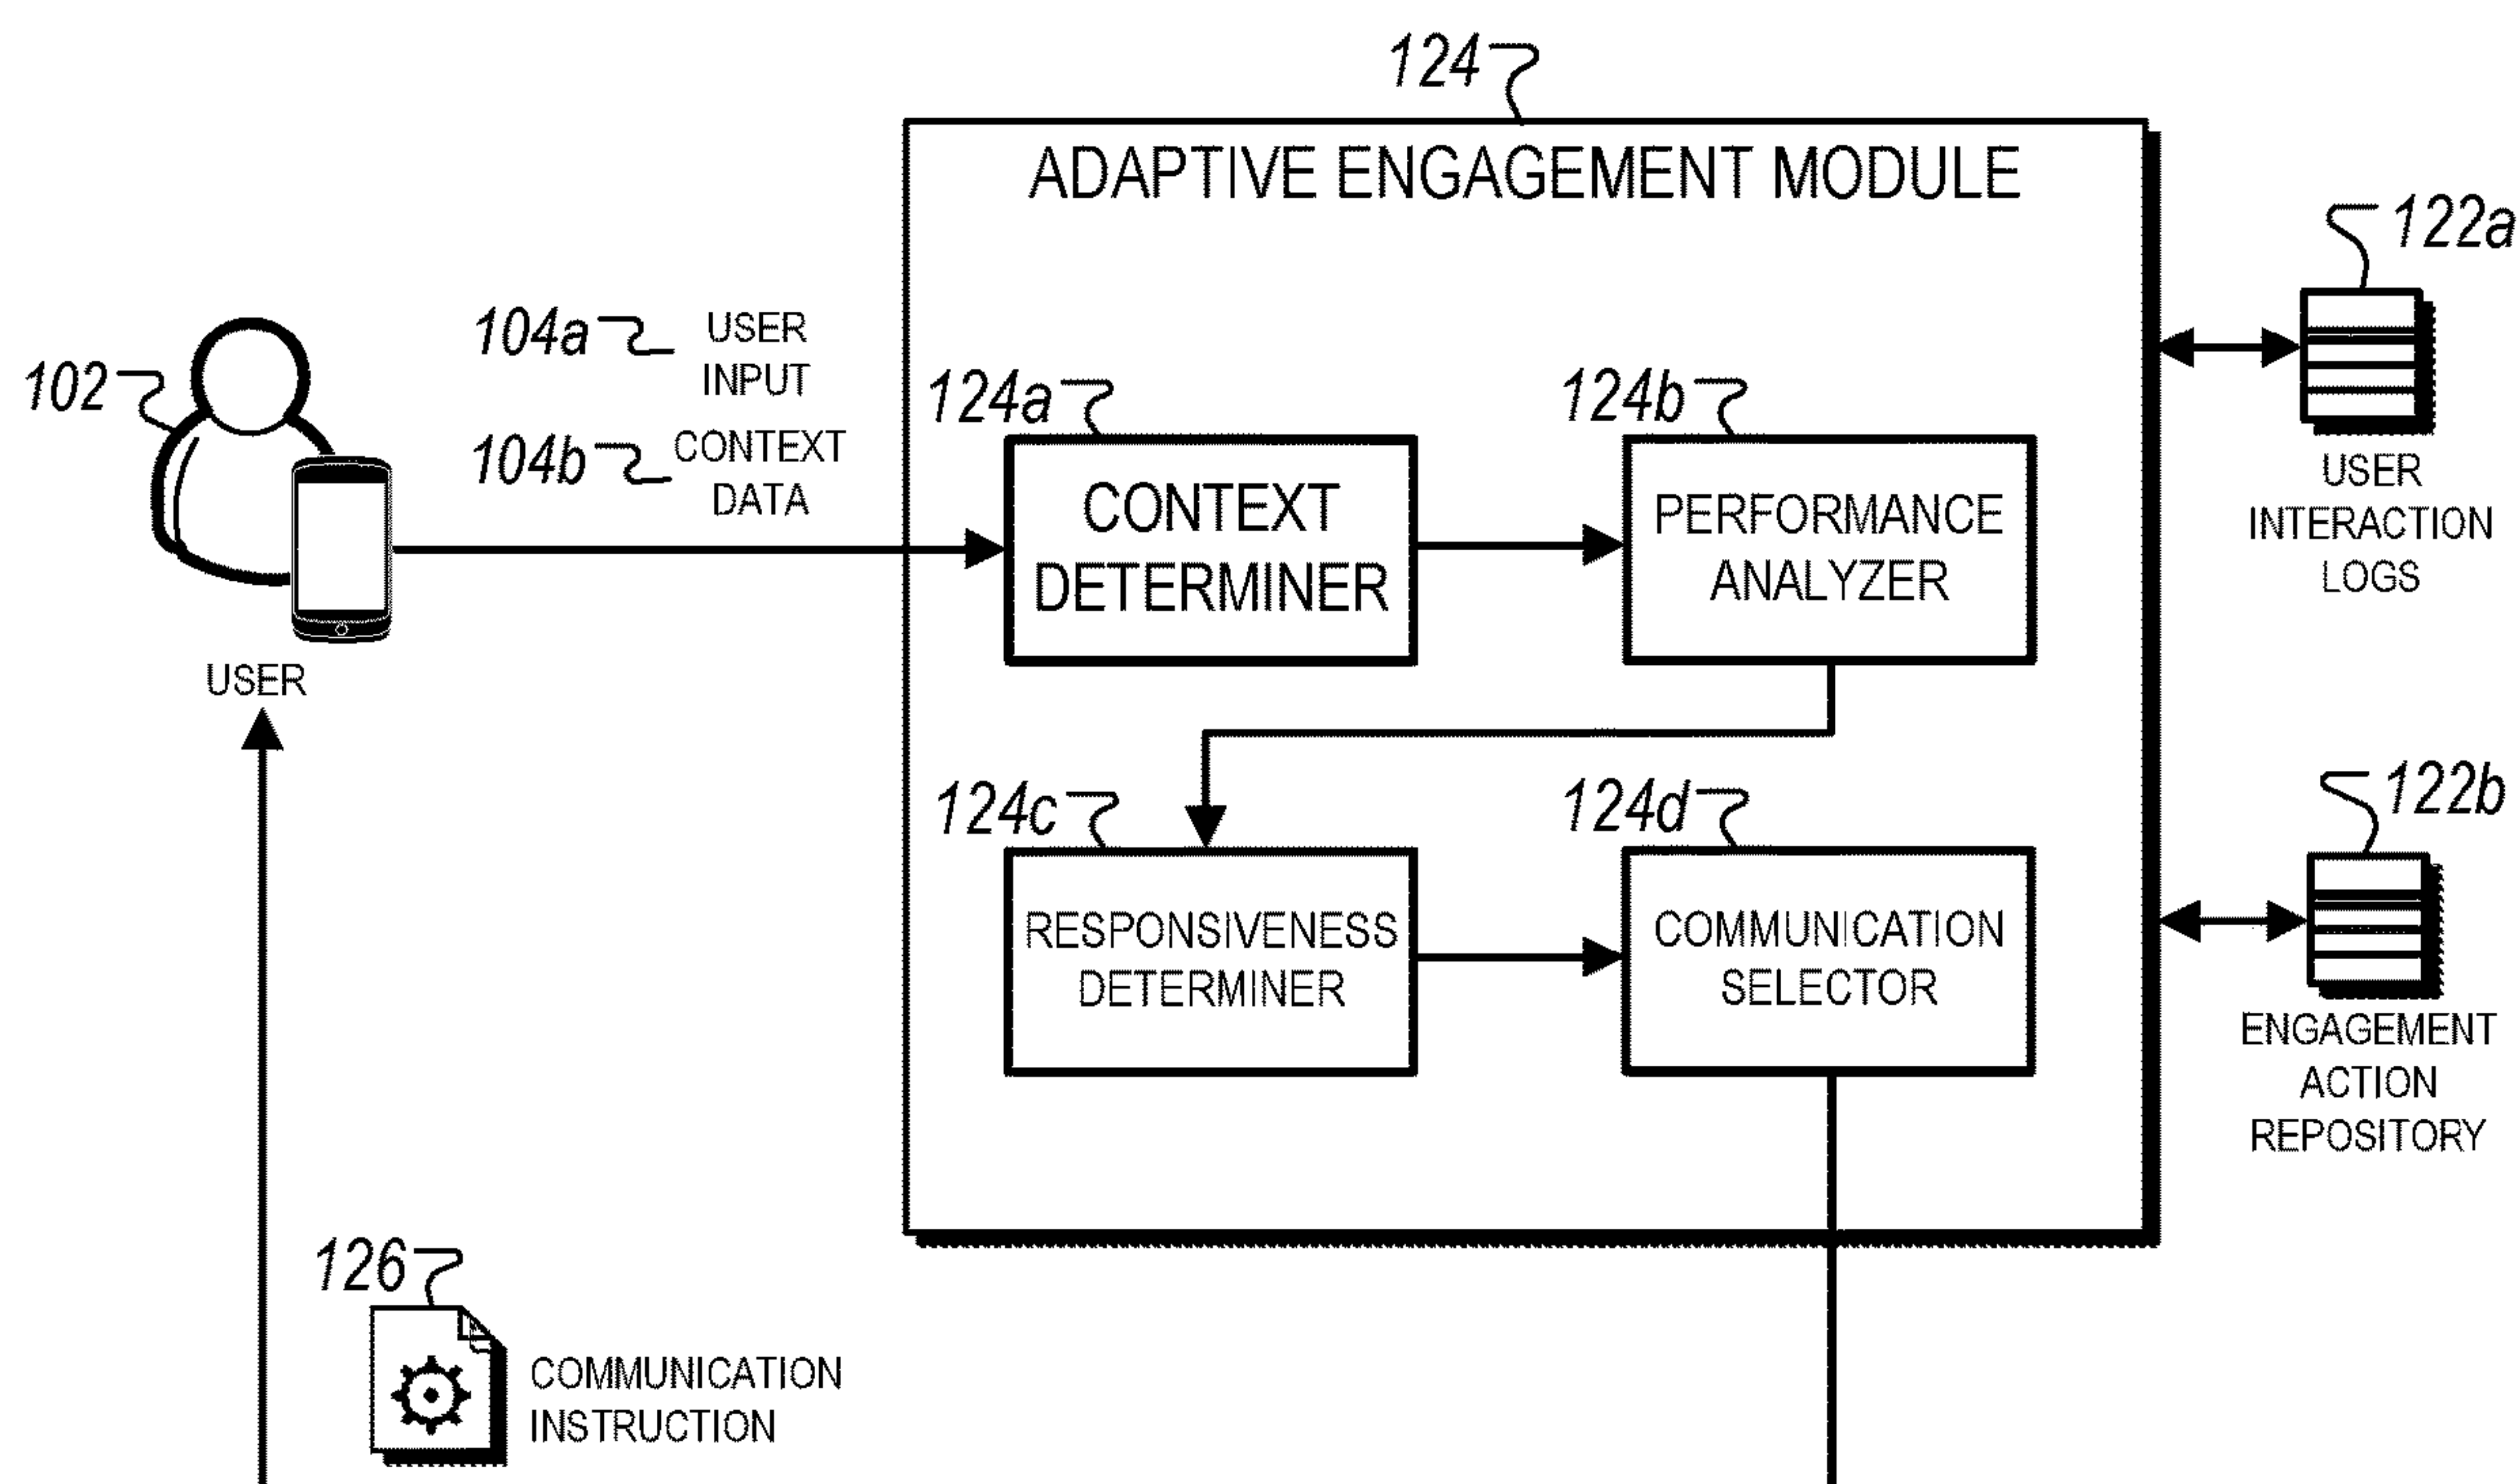 124
ADAPTIVE ENGAGEMENT MODULE
122a
USER
INTERACTION
LOGS
102
USER
104a
USER
INPUT
104b
CONTEXT
DATA
124a
CONTEXT
DETERMINER
124b
PERFORMANCE
ANALYZER
124c
RESPONSIVENESS
DETERMINER
124d
COMMUNICATION
SELECTOR
122b
ENGAGEMENT
ACTION
REPOSITORY
126
COMMUNICATION
INSTRUCTION